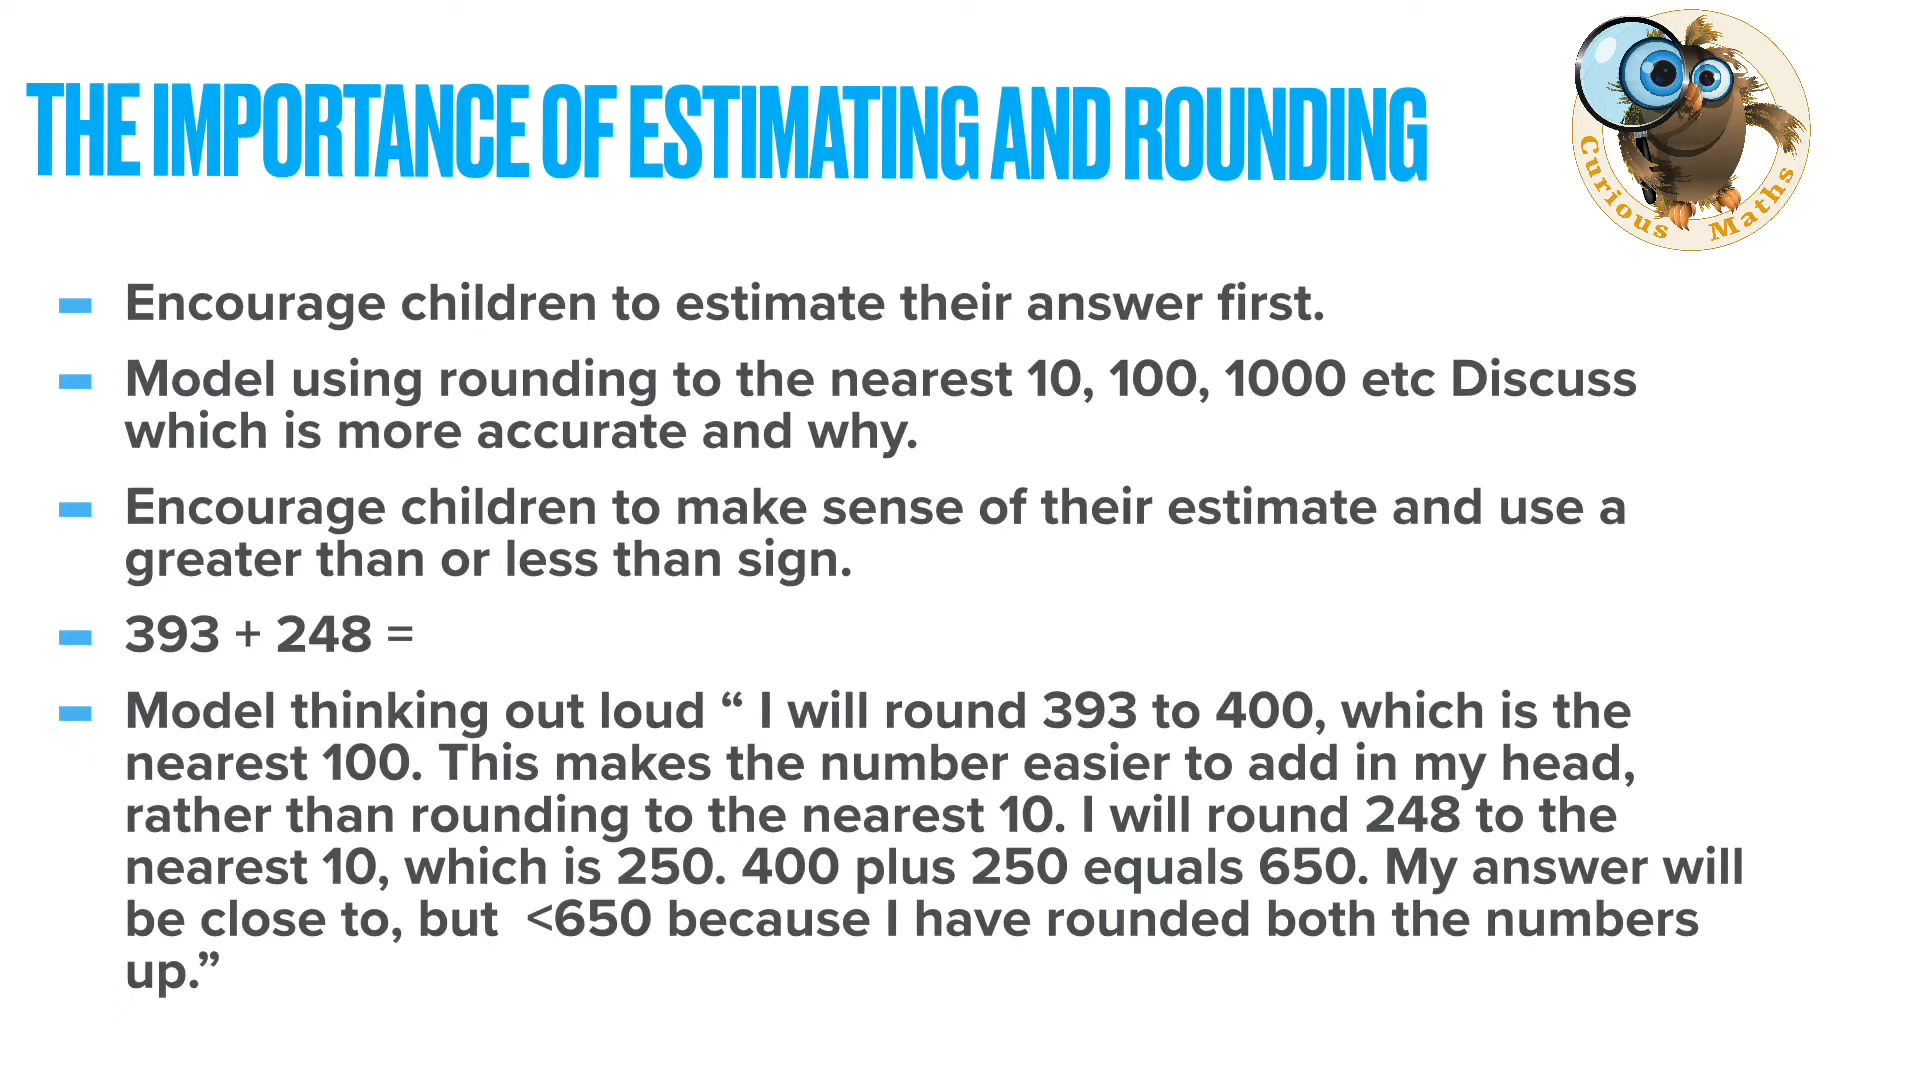 THE IMPORTANCE OF ESTIMATING AND ROUNDING
Curious Maths
Encourage children to estimate their answer first.
Model using rounding to the nearest 10, 100, 1000 etc Discuss
which is more accurate and why.
Encourage children to make sense of their estimate and use a
greater than or less than sign.
393 + 248 =
Model thinking out loud “ I will round 393 to 400, which is the
nearest 100. This makes the number easier to add in my head,
rather than rounding to the nearest 10. I will round 248 to the
nearest 10, which is 250. 400 plus 250 equals 650. My answer will
be close to, but  <650 because I have rounded both the numbers
up.”